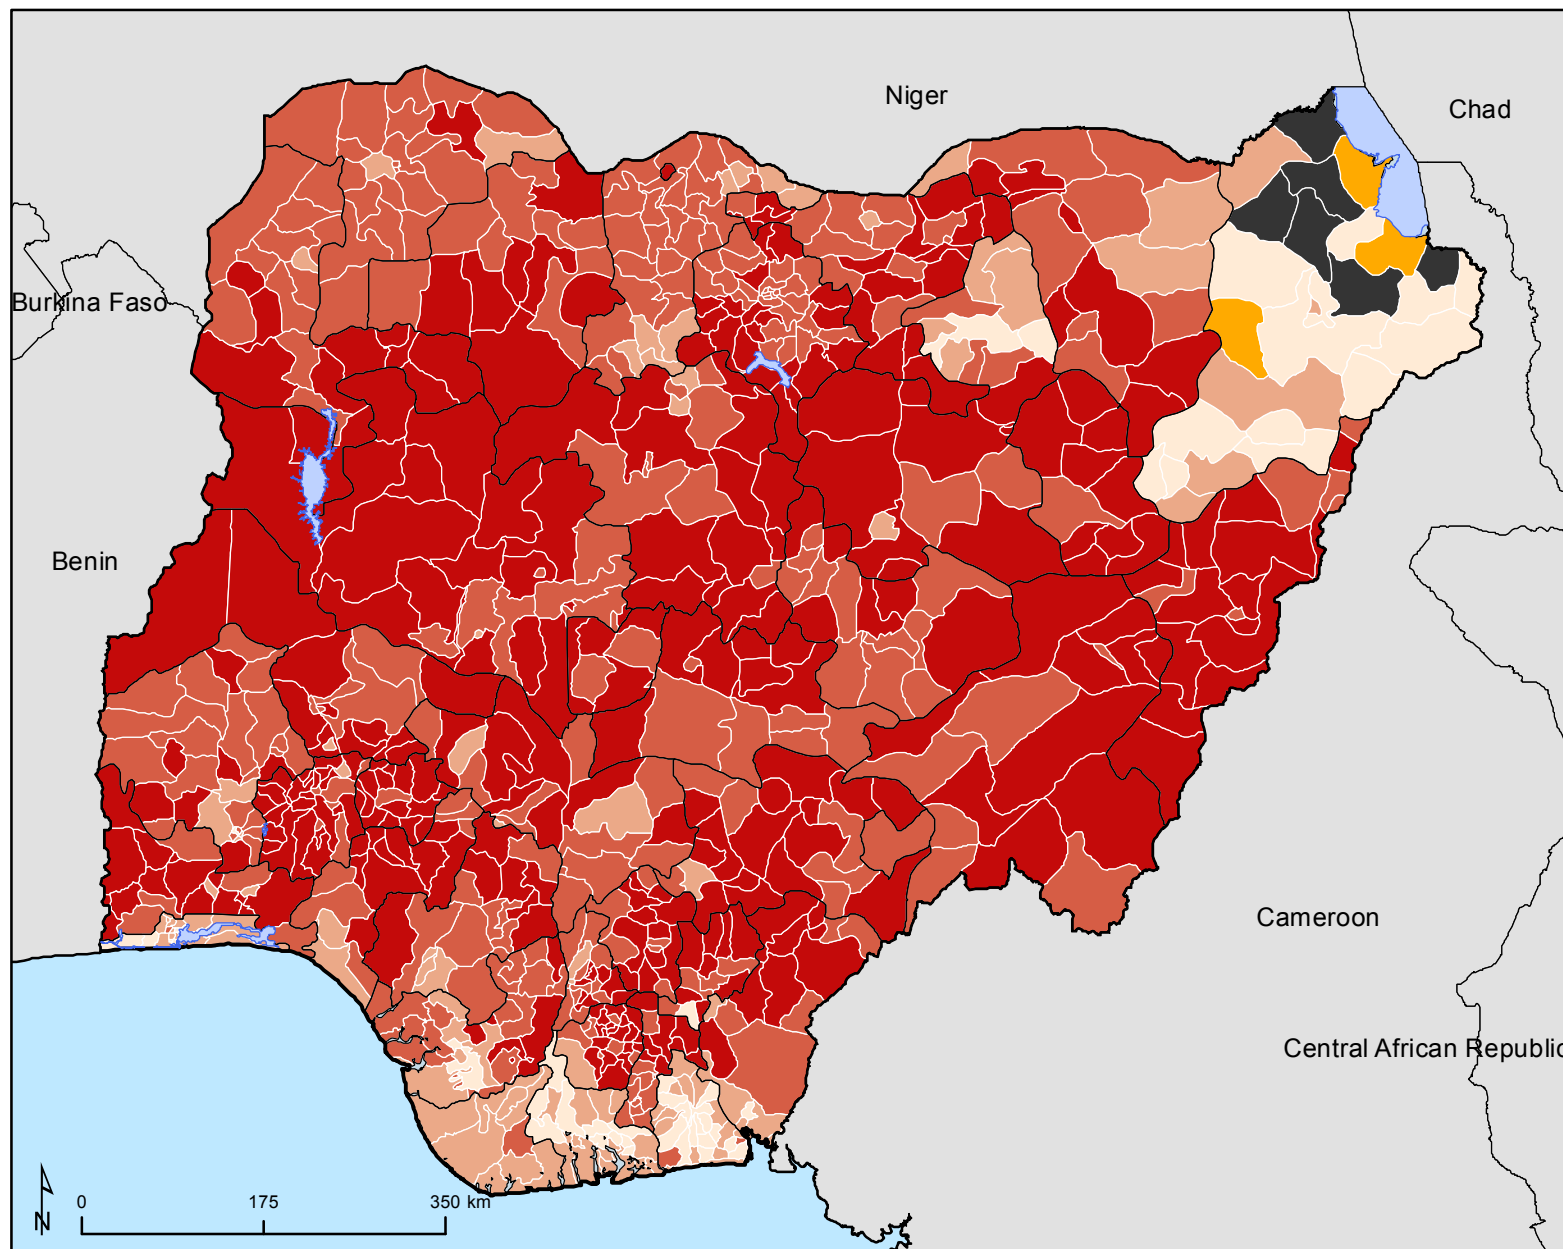 Niger
Chad
Burkina Faso
Benin
Cameroon
Central African Republic
N
0 175 350 km